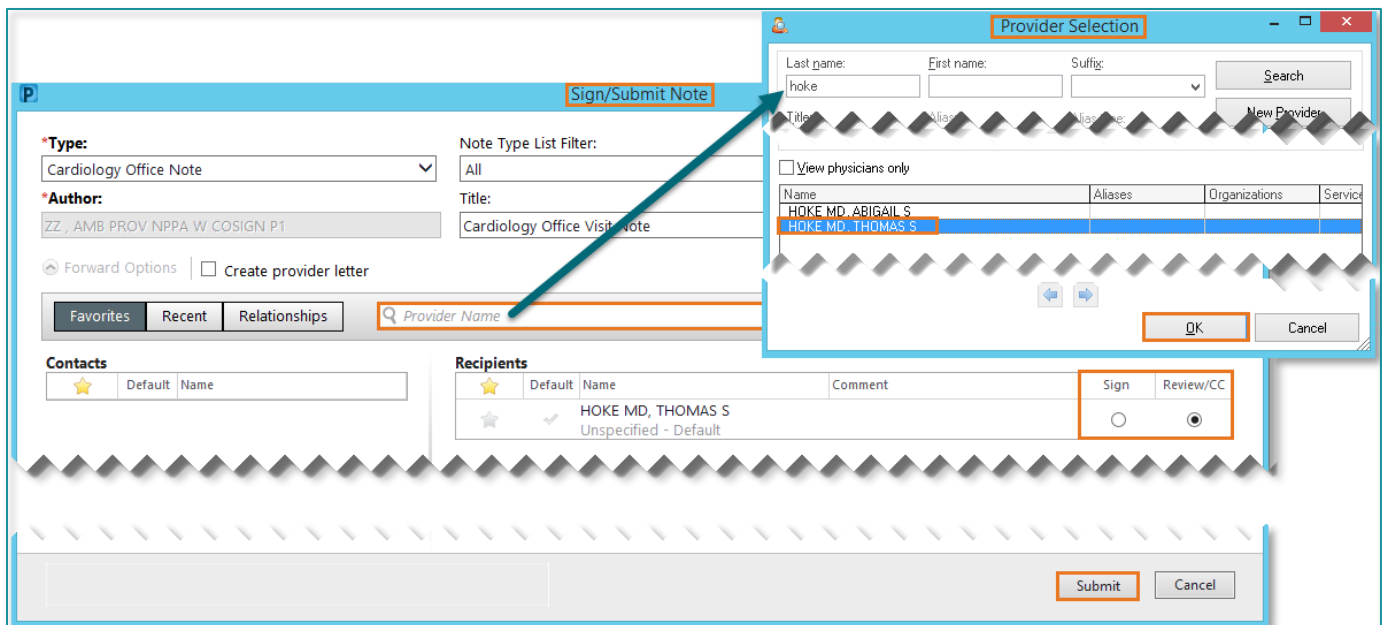 Provider Selection
Last name: First name: Suffix:
hoke
Search
New Provider
Title:
View physicians only
Name Aliases Organizations Service
HOKE MD, ABIGAIL S
HOKE MD, THOMAS S
OK Cancel
P
Sign/Submit Note
*Type: Note Type List Filter:
Cardiology Office Note All
*Author: Title:
ZZ , AMB PROV NPPA W COSIGN P1 Cardiology Office Visit Note
Forward Options Create provider letter
Favorites Recent Relationships Provider Name
Contacts Recipients
Default Name Default Name Comment Sign Review/CC
HOKE MD, THOMAS S
Unspecified - Default
Submit Cancel